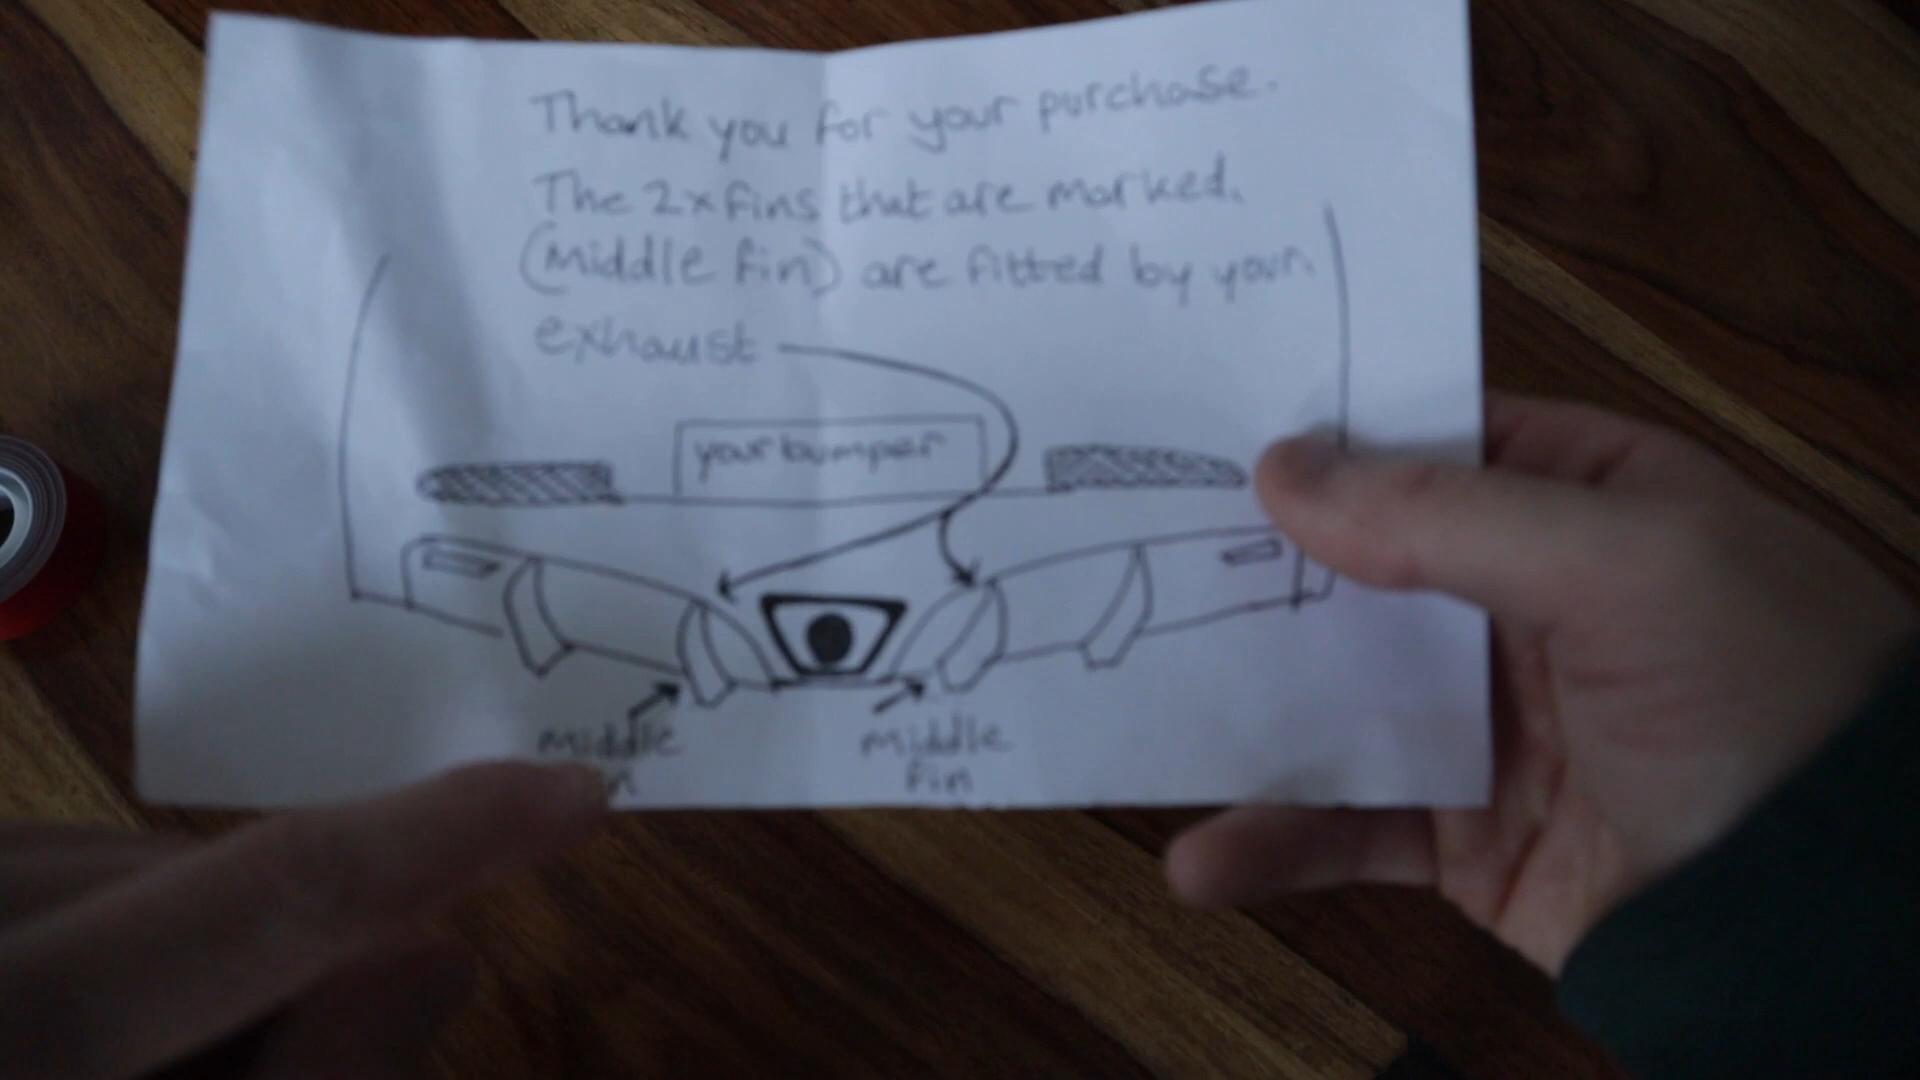 Thank you for your purchase.
The 2x fins that are marked.
(middle fin) are fitted by your
exhaust
your bumper
middle
middle
fin